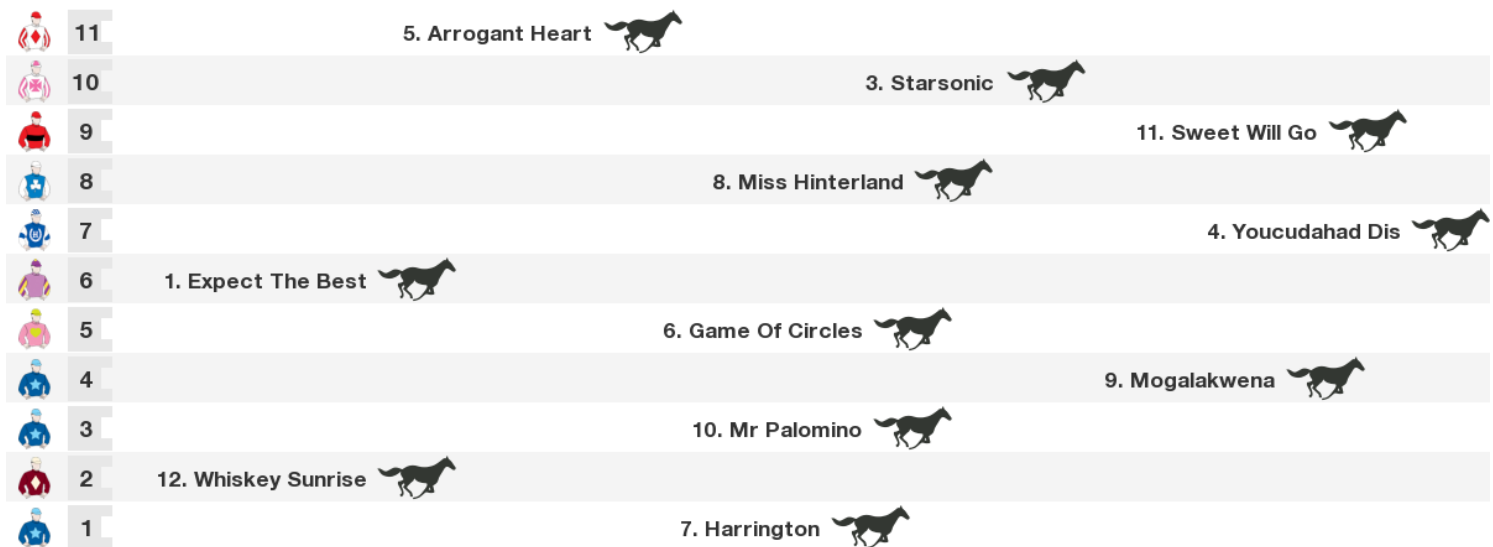 11 5. Arrogant Heart
10 3. Starsonic
9 11. Sweet Will Go
8 8. Miss Hinterland
7 4. Youcudahad Dis
6 1. Expect The Best
5 6. Game Of Circles
4 9. Mogalakwena
3 10. Mr Palomino
2 12. Whiskey Sunrise
1 7. Harrington